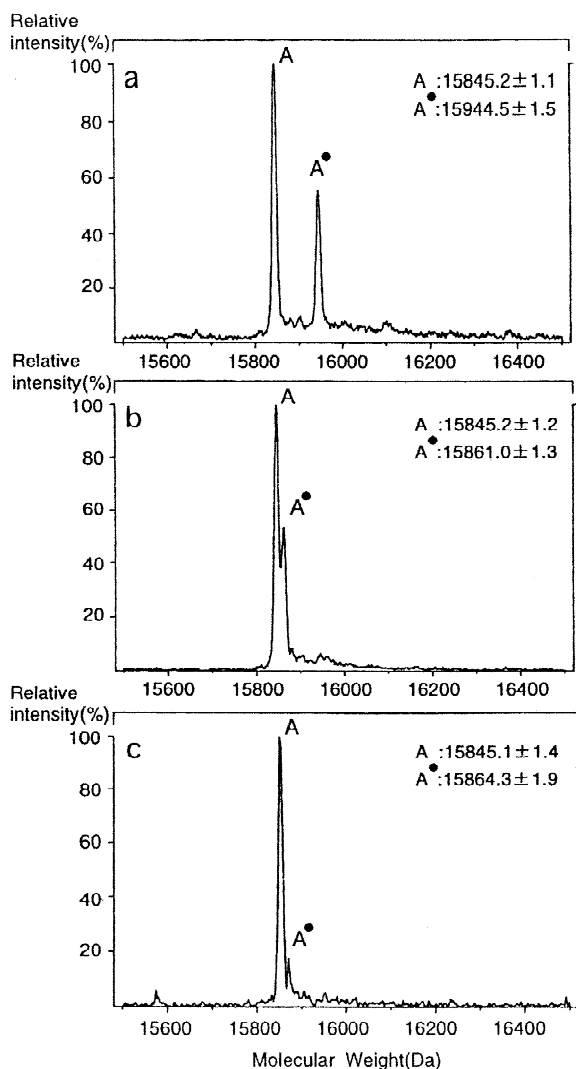 Relative
intensity(%)
a
A
A●
A :15845.2±1.1
A● :15944.5±1.5
100
80
60
40
20
15600 15800 16000 16200 16400
Relative
intensity(%)
b
A
A●
A :15845.2±1.2
A● :15861.0±1.3
100
80
60
40
20
15600 15800 16000 16200 16400
Relative
intensity(%)
c
A
A●
A :15845.1±1.4
A● :15864.3±1.9
100
80
60
40
20
15600 15800 16000 16200 16400
Molecular Weight(Da)